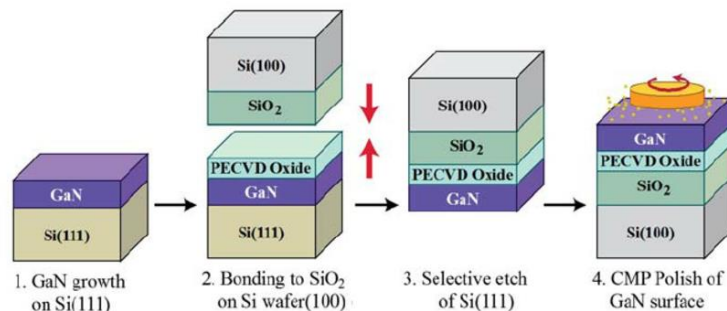 GaN
Si(111)
1. GaN growth
on Si(111)
Si(100)
SiO2
PECVD Oxide
GaN
Si(111)
2. Bonding to SiO2
on Si wafer(100)
Si(100)
SiO2
PECVD Oxide
GaN
3. Selective etch
of Si(111)
GaN
PECVD Oxide
SiO2
Si(100)
4. CMP Polish of
GaN surface